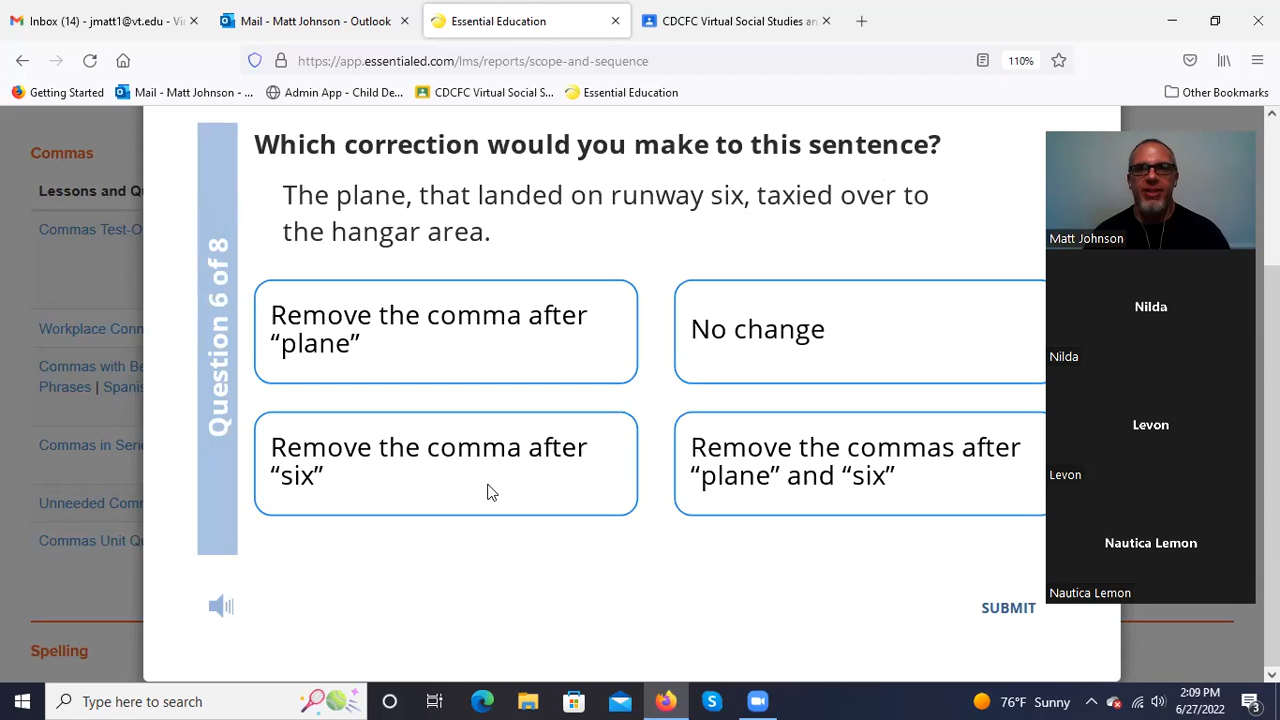 Inbox (14) - jmatt1@vt.edu - Vir
Mail - Matt Johnson - Outlook
Essential Education
CDCFC Virtual Social Studies an
https://app.essentialed.com/lms/reports/scope-and-sequence
110%
Getting Started
Mail - Matt Johnson - ...
Admin App - Child De...
CDCFC Virtual Social S...
Essential Education
Other Bookmarks
Commas
Lessons and Qu
Commas Test-O
Workplace Conn
Commas with Be
Phrases | Spanis
Commas in Serie
Unneeded Comm
Commas Unit Qu
Spelling
Question 6 of 8
Which correction would you make to this sentence?
The plane, that landed on runway six, taxied over to
the hangar area.
Remove the comma after
“plane”
No change
Remove the comma after
“six”
Remove the commas after
“plane” and “six”
SUBMIT
Matt Johnson
Nilda
Nilda
Levon
Levon
Nautica Lemon
Nautica Lemon
Type here to search
76°F Sunny
2:09 PM
6/27/2022
3